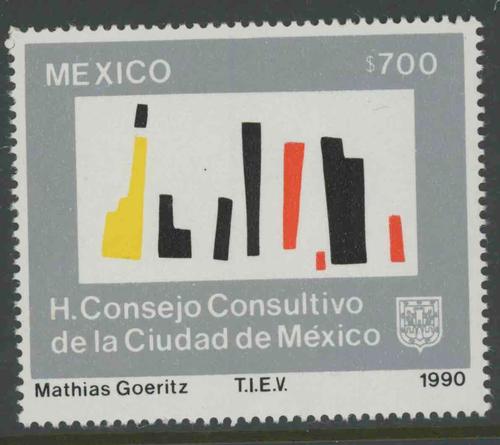 MEXICO $700
H. Consejo Consultivo
de la Ciudad de México
Mathias Goeritz T.I.E.V. 1990